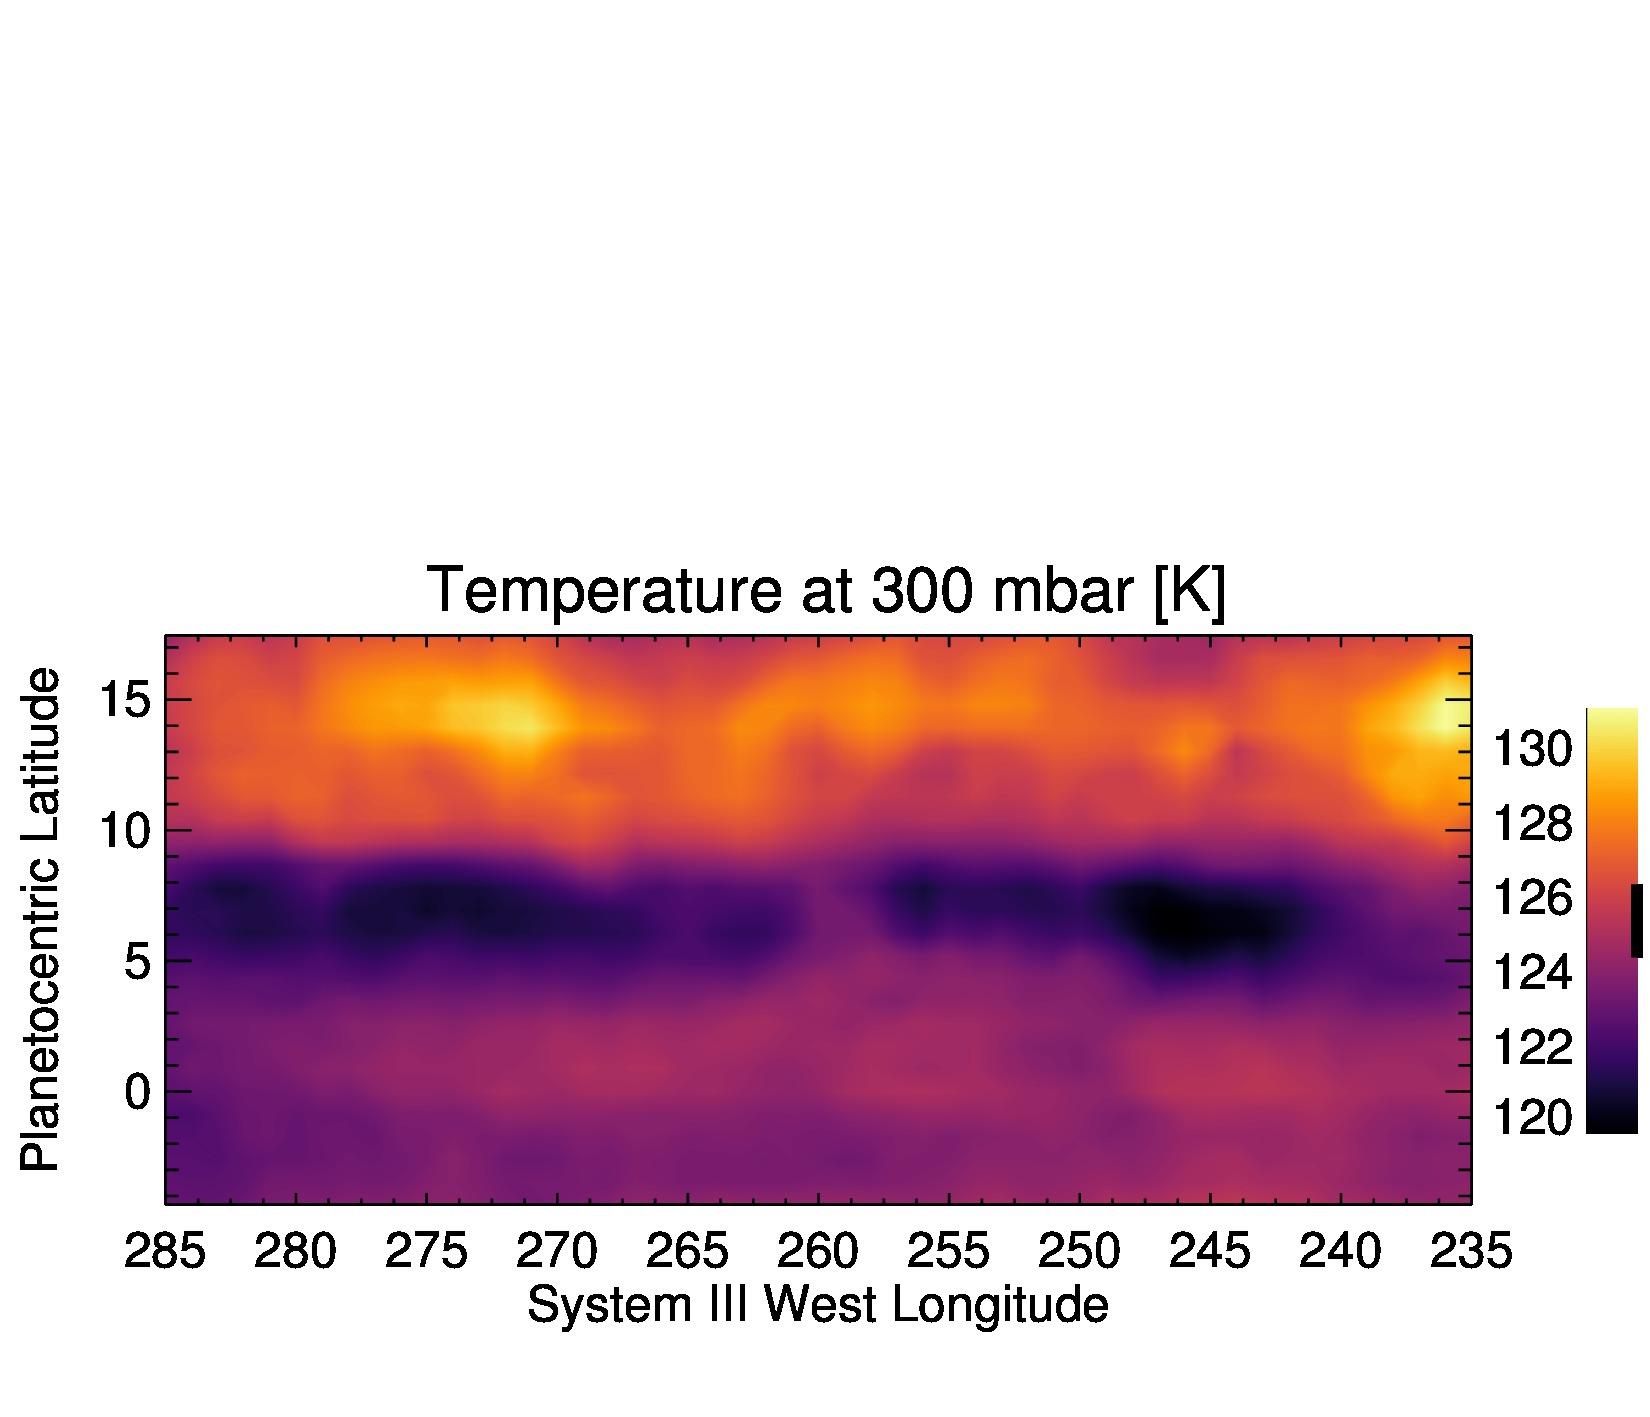 Temperature at 300 mbar [K]
Planetocentric Latitude
15
10
5
0
285 280 275 270 265 260 255 250 245 240 235
System III West Longitude
130
128
126
124
122
120